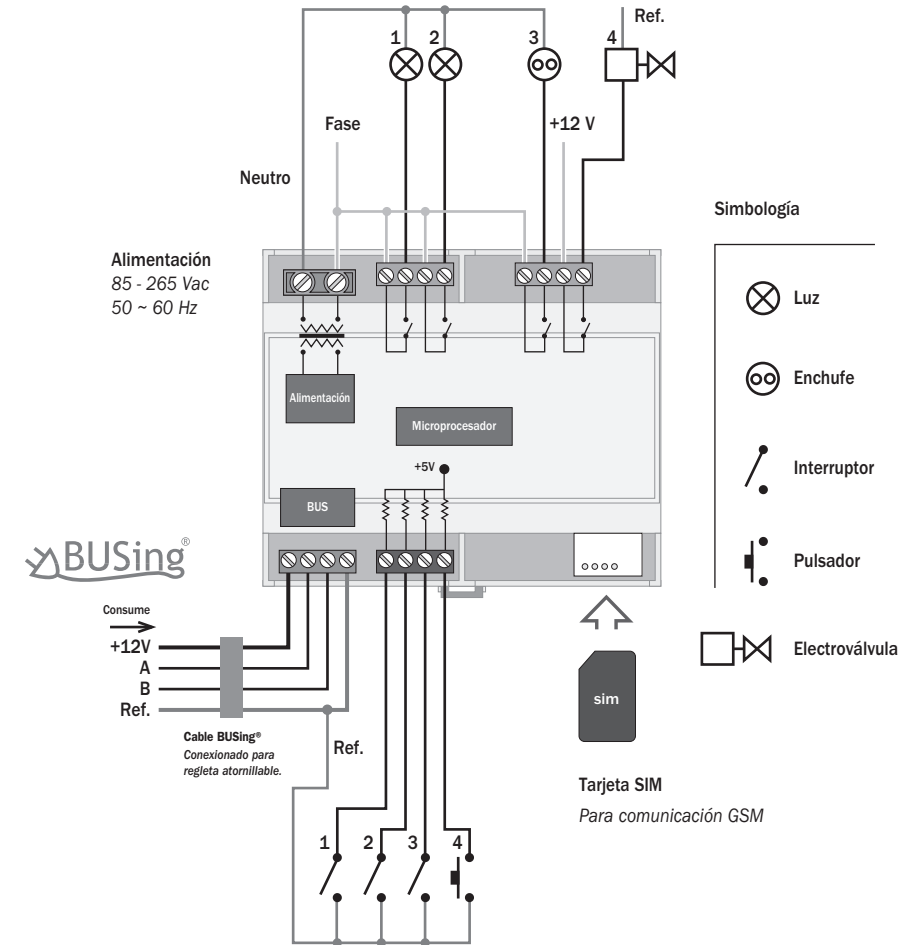 Ref.
1
2
3
4
Fase
+12 V
Neutro
Simbología
Alimentación
85 - 265 Vac
50 ~ 60 Hz
Luz
Enchufe
Alimentación
Microprocesador
+5V
Interruptor
BUS
BUSing®
Pulsador
Consume
+12V
A
B
Ref.
Electroválvula
sim
Cable BUSing®
Conexionado para
regleta atornillable.
Ref.
Tarjeta SIM
Para comunicación GSM
1
2
3
4